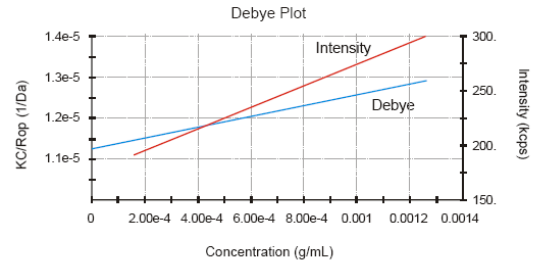 Debye Plot
1.4e-5
1.3e-5
1.2e-5
1.1e-5
KC/Rop (1/Da)
Intensity
Debye
300.
250.
200.
150.
Intensity (kcps)
0 2.00e-4 4.00e-4 6.00e-4 8.00e-4 0.001 0.0012 0.0014
Concentration (g/mL)